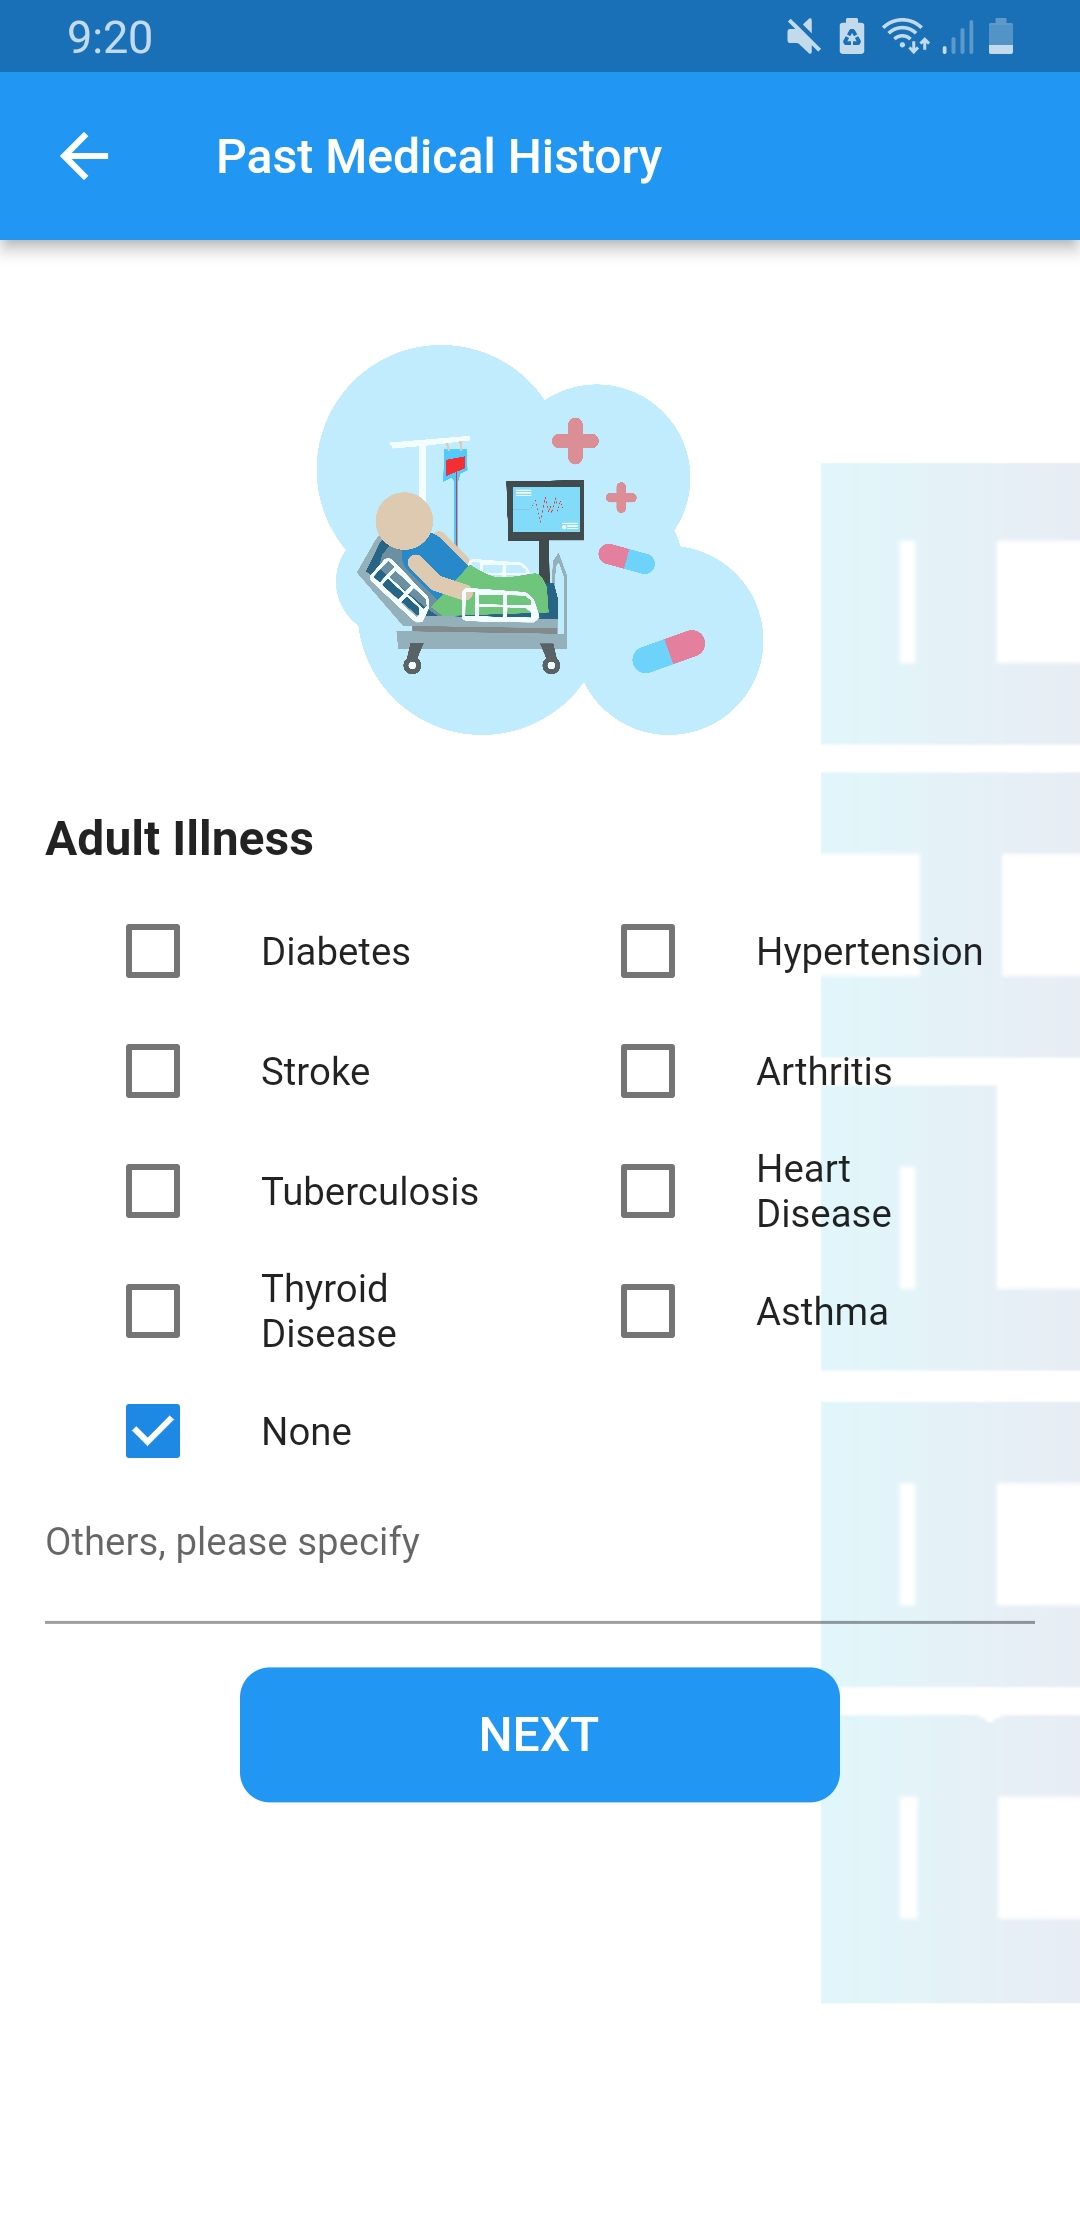 9:20
Past Medical History
Adult Illness
Diabetes
Hypertension
Stroke
Arthritis
Tuberculosis
Heart
Disease
Thyroid
Disease
Asthma
None
Others, please specify
NEXT